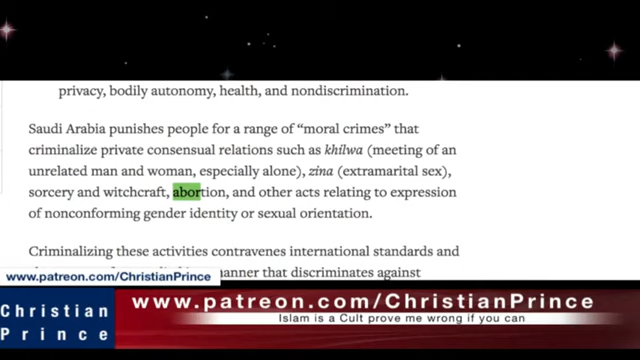 privacy, bodily autonomy, health, and nondiscrimination.
Saudi Arabia punishes people for a range of “moral crimes” that
criminalize private consensual relations such as khilwa (meeting of an
unrelated man and woman, especially alone), zina (extramarital sex),
sorcery and witchcraft, abortion, and other acts relating to expression
of nonconforming gender identity or sexual orientation.
Criminalizing these activities contravenes international standards and
manner that discriminates against
www.patreon.com/ChristianPrince
Christian
Prince
www.patreon.com/ChristianPrince
Islam is a Cult prove me wrong if you can